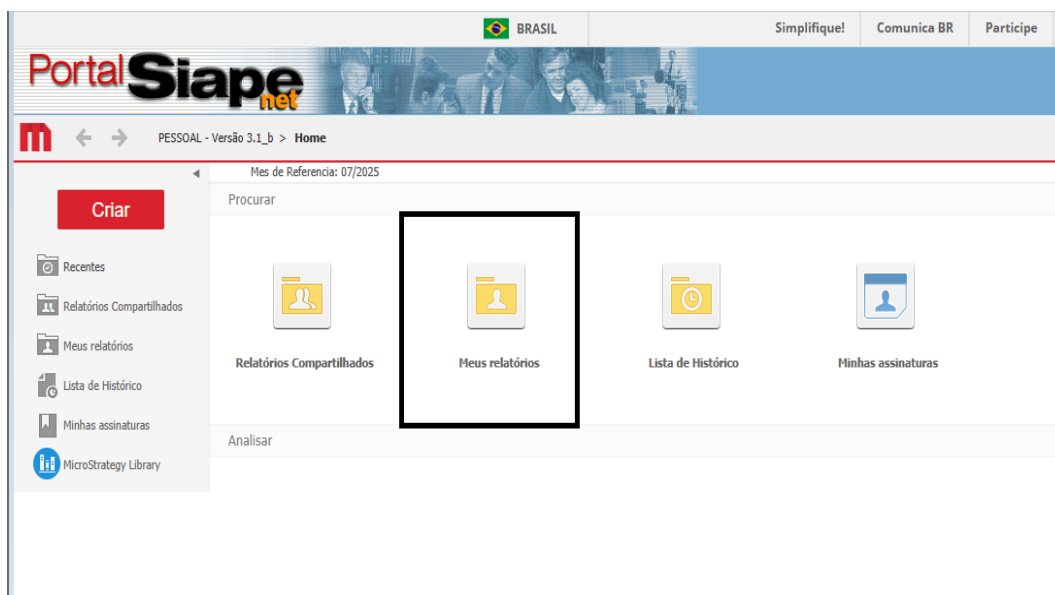 BRASIL Simplifique! Comunica BR Participe
Portal Siape net
PESSOAL - Versão 3.1_b > Home
Mes de Referencia: 07/2025
Criar
Procurar
Recentes
Relatórios Compartilhados
Meus relatórios
Lista de Histórico
Minhas assinaturas
MicroStrategy Library
Relatórios Compartilhados Meus relatórios Lista de Histórico Minhas assinaturas
Analisar